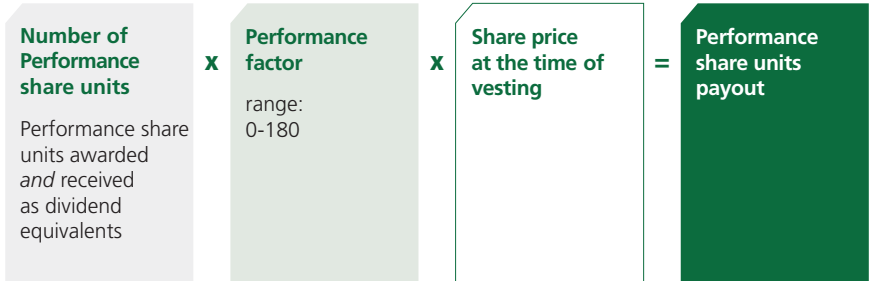 Number of
Performance
share units
Performance share
units awarded
and received
as dividend
equivalents
x
Performance
factor
range:
0-180
x
Share price
at the time of
vesting
=
Performance
share units
payout